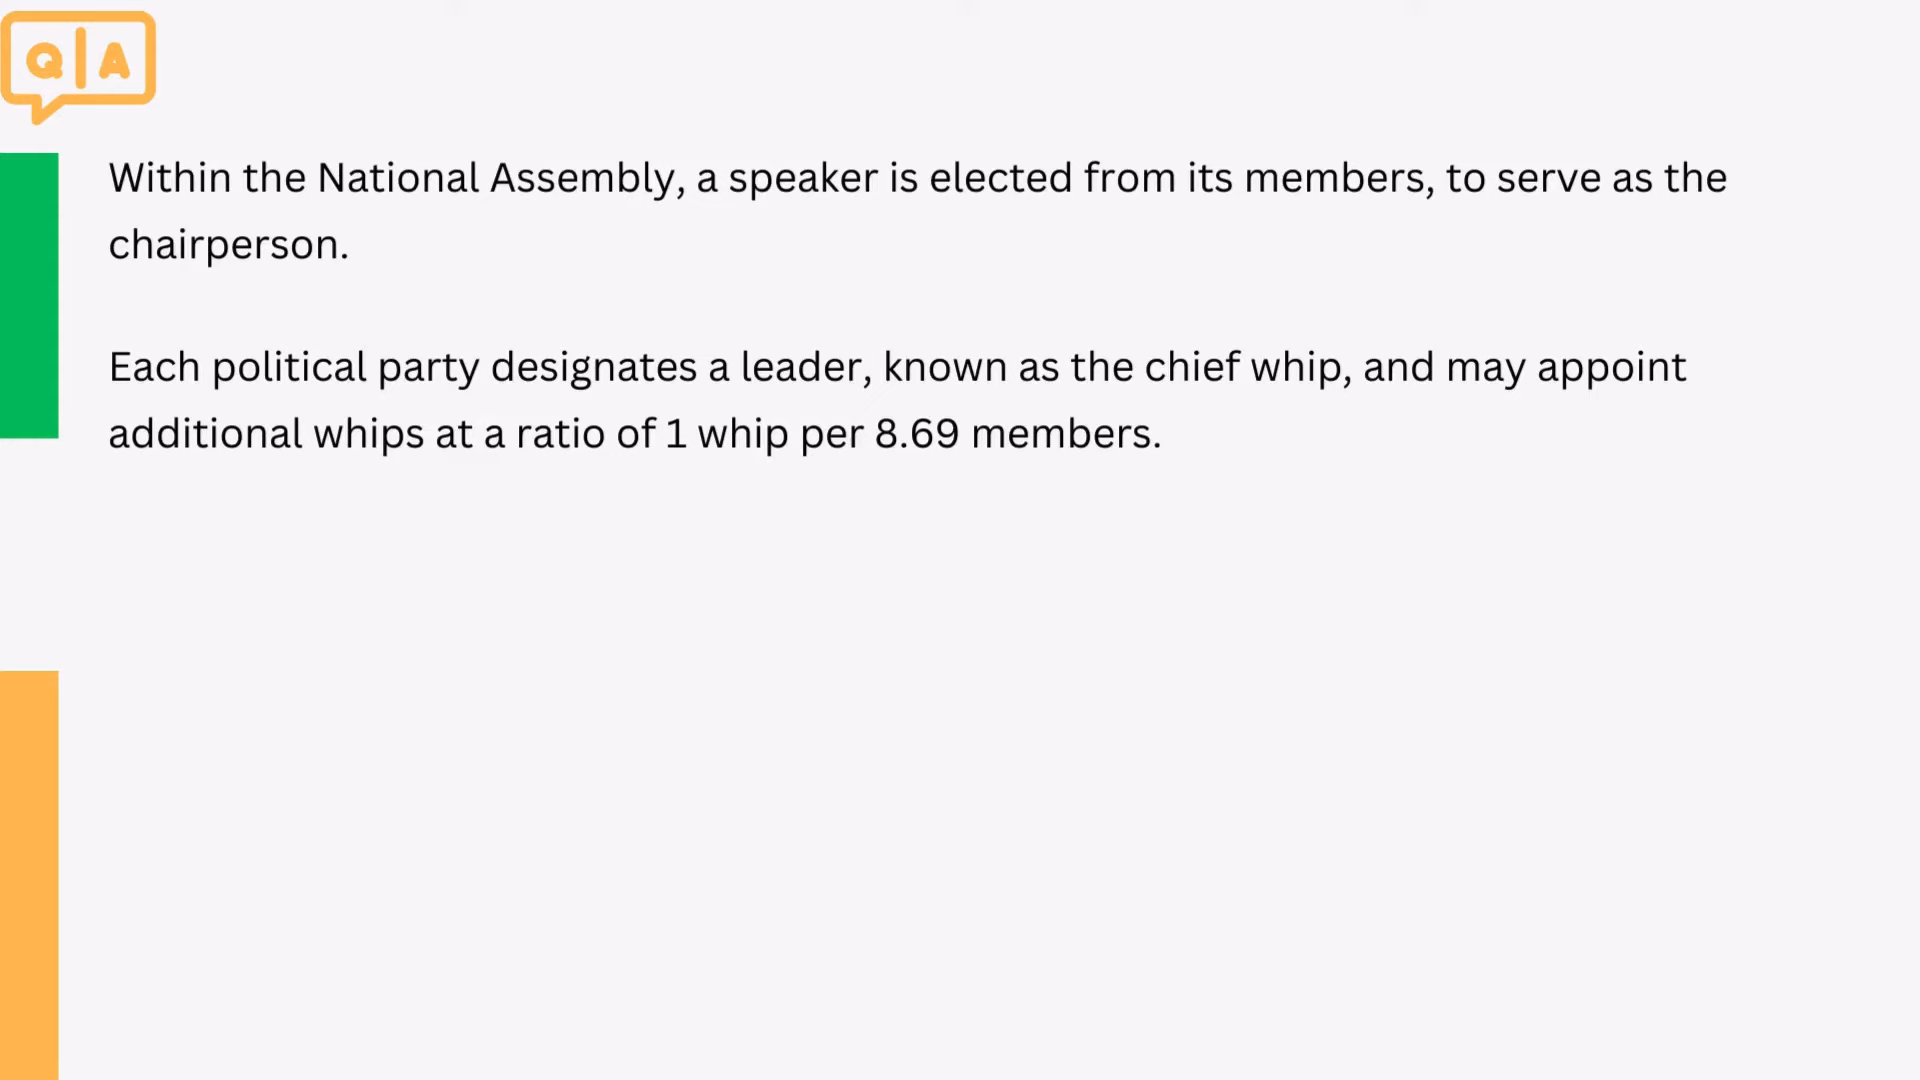 Q|A
Within the National Assembly, a speaker is elected from its members, to serve as the
chairperson.
Each political party designates a leader, known as the chief whip, and may appoint
additional whips at a ratio of 1 whip per 8.69 members.